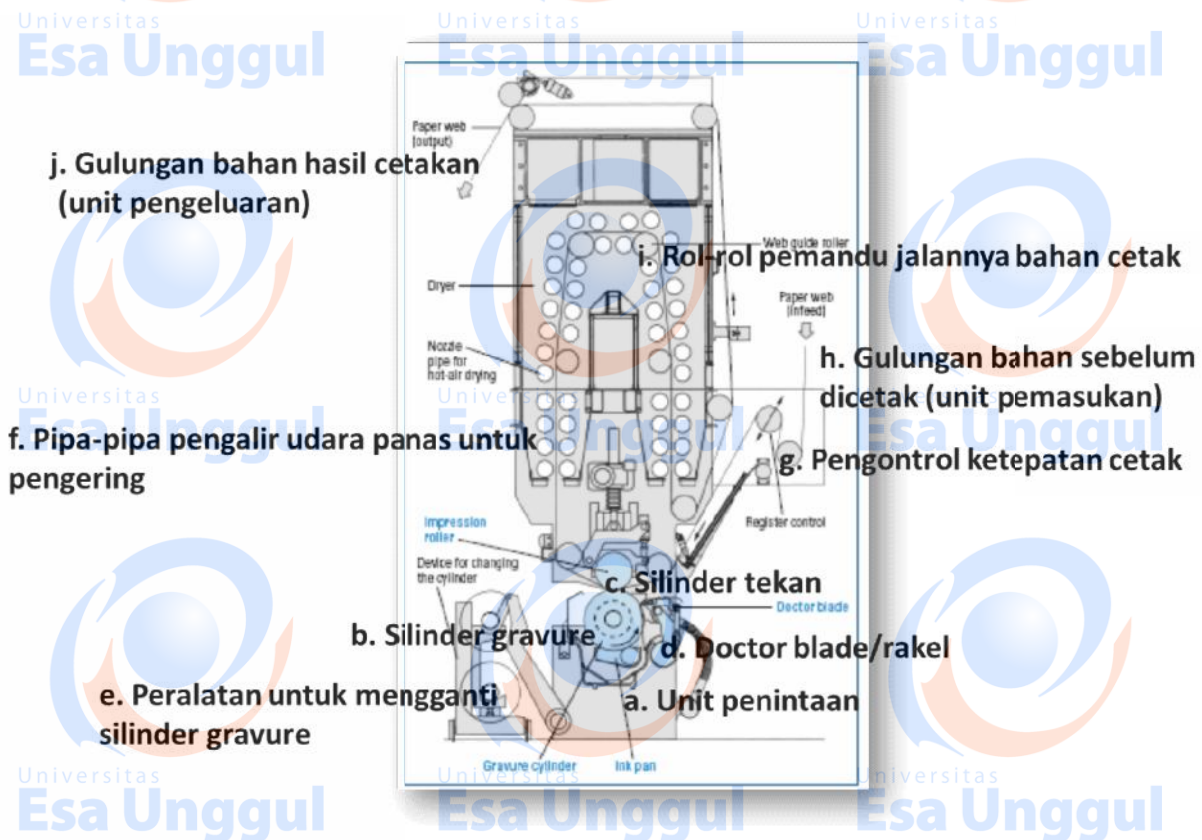 Universitas
Esa Unggul
Universitas
Esa Unggul
Universitas
Esa Unggul
Paper web
(output)
j. Gulungan bahan hasil cetakan
(unit pengeluaran)
Web guide roller
i. Rol-rol pemandu jalannya bahan cetak
Dryer
Paper web
(infeed)
Nozzle
pipe for
hot-air drying
h. Gulungan bahan sebelum
dicetak (unit pemasukan)
Universitas
Esa Unggul
Universitas
Esa Unggul
Universitas
Esa Unggul
f. Pipa-pipa pengalir udara panas untuk
pengering
g. Pengontrol ketepatan cetak
Impression
roller
Register control
Device for changing
the cylinder
c. Silinder tekan
Doctor blade
b. Silinder gravure
d. Doctor blade/rakel
e. Peralatan untuk mengganti
silinder gravure
a. Unit penintaan
Gravure cylinder
Ink pan
Universitas
Esa Unggul
Universitas
Esa Unggul
Universitas
Esa Unggul